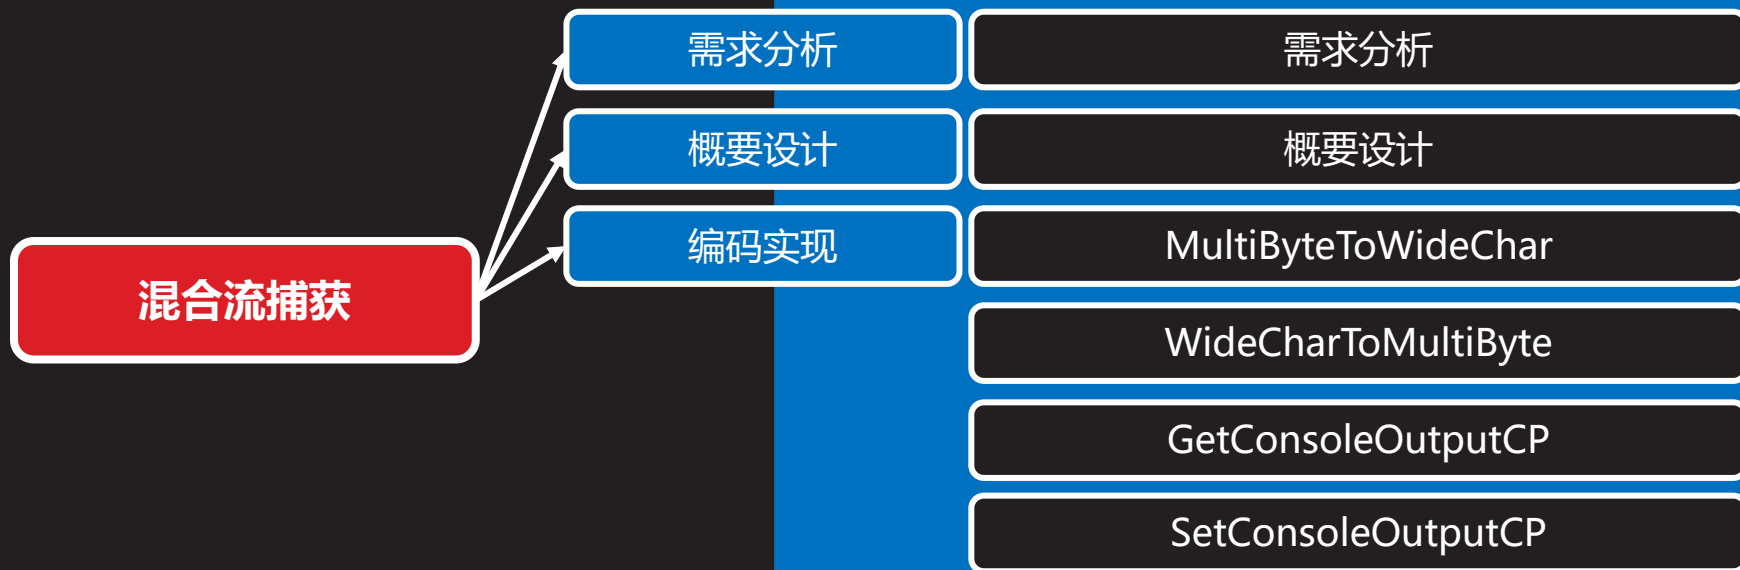 混合流捕获
需求分析
需求分析
概要设计
概要设计
编码实现
MultiByteToWideChar
WideCharToMultiByte
GetConsoleOutputCP
SetConsoleOutputCP